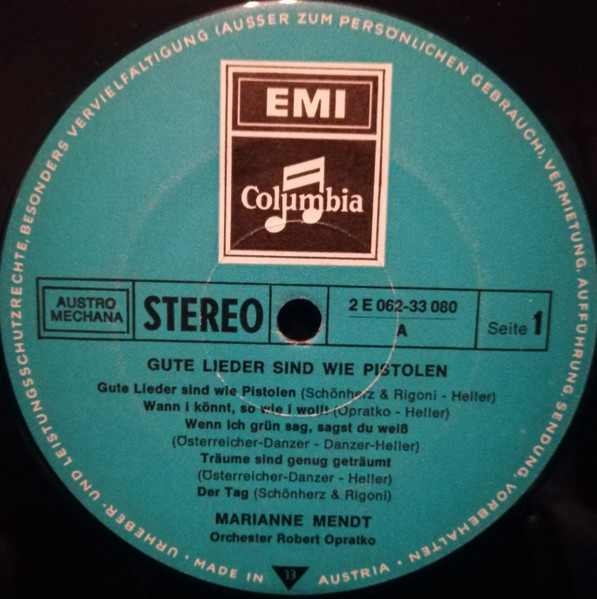 URHEBER- UND LEISTUNGSSCHUTZRECHTE, BESONDERS VERVIELFÄLTIGUNG (AUSSER ZUM PERSÖNLICHEN GEBRAUCH), VERMIETUNG, AUFFÜHRUNG, SENDUNG, VORBEHALTEN •
EMI
Columbia
AUSTRO
MECHANA
STEREO
2 E 062-33 080
A
Seite 1
GUTE LIEDER SIND WIE PISTOLEN
Gute Lieder sind wie Pistolen (Schönherz & Rigoni - Heller)
Wann i könnt, so wie i wollt (Opratko - Heller)
Wenn ich grün sag, sagst du weiß
(Österreicher-Danzer - Danzer-Heller)
Träume sind genug geträumt
(Österreicher-Danzer - Heller)
Der Tag (Schönherz & Rigoni)
MARIANNE MENDT
Orchester Robert Opratko
• MADE IN 33 AUSTRIA •